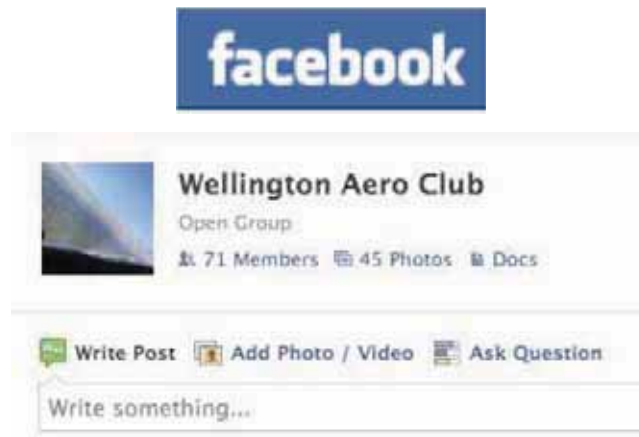 facebook
Wellington Aero Club
Open Group
71 Members 45 Photos Docs
Write Post Add Photo / Video Ask Question
Write something...